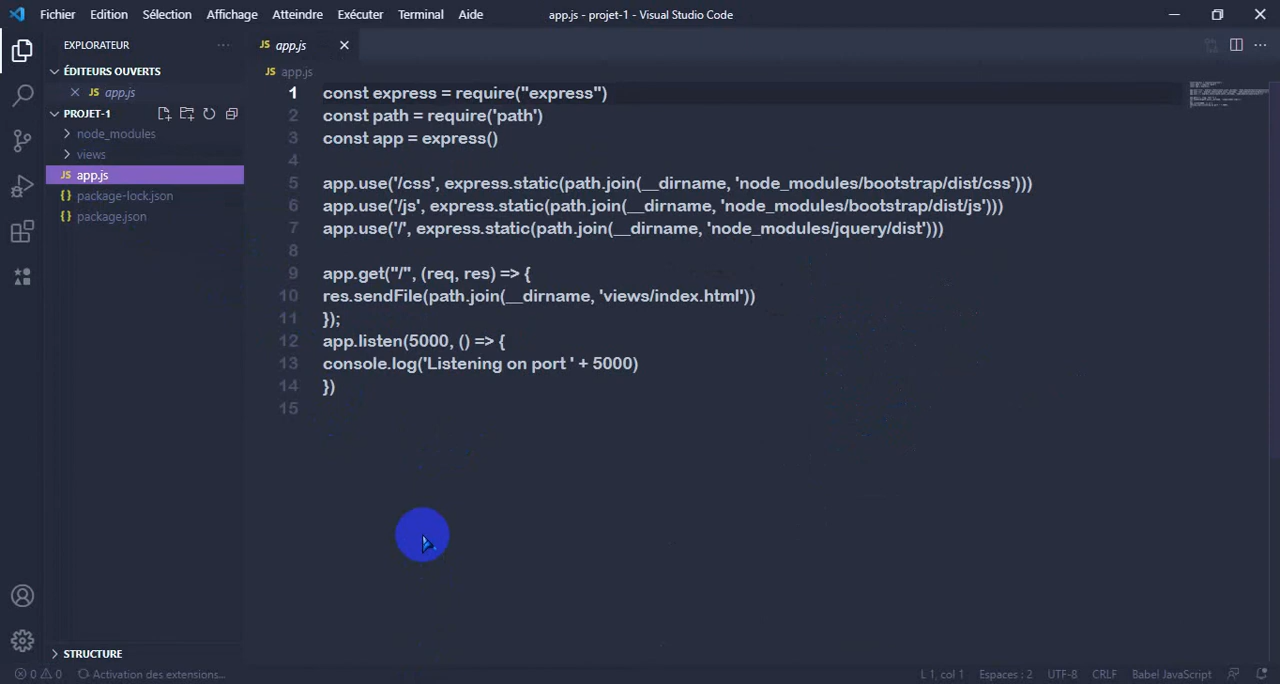 Fichier Edition Sélection Affichage Atteindre Exécuter Terminal Aide app.js - projet-1 - Visual Studio Code
EXPLORATEUR
JS app.js
ÉDITEURS OUVERTS
JS app.js
JS app.js
PROJET-1
node_modules
views
JS app.js
{} package-lock.json
{} package.json
1 const express = require("express")
2 const path = require('path')
3 const app = express()
4
5 app.use('/css', express.static(path.join(__dirname, 'node_modules/bootstrap/dist/css')))
6 app.use('/js', express.static(path.join(__dirname, 'node_modules/bootstrap/dist/js')))
7 app.use('/', express.static(path.join(__dirname, 'node_modules/jquery/dist')))
8
9 app.get("/", (req, res) => {
10 res.sendFile(path.join(__dirname, 'views/index.html'))
11 });
12 app.listen(5000, () => {
13 console.log('Listening on port ' + 5000)
14 })
15
STRUCTURE
0 0 Activation des extensions... L 1, col 1 Espaces : 2 UTF-8 CRLF Babel JavaScript